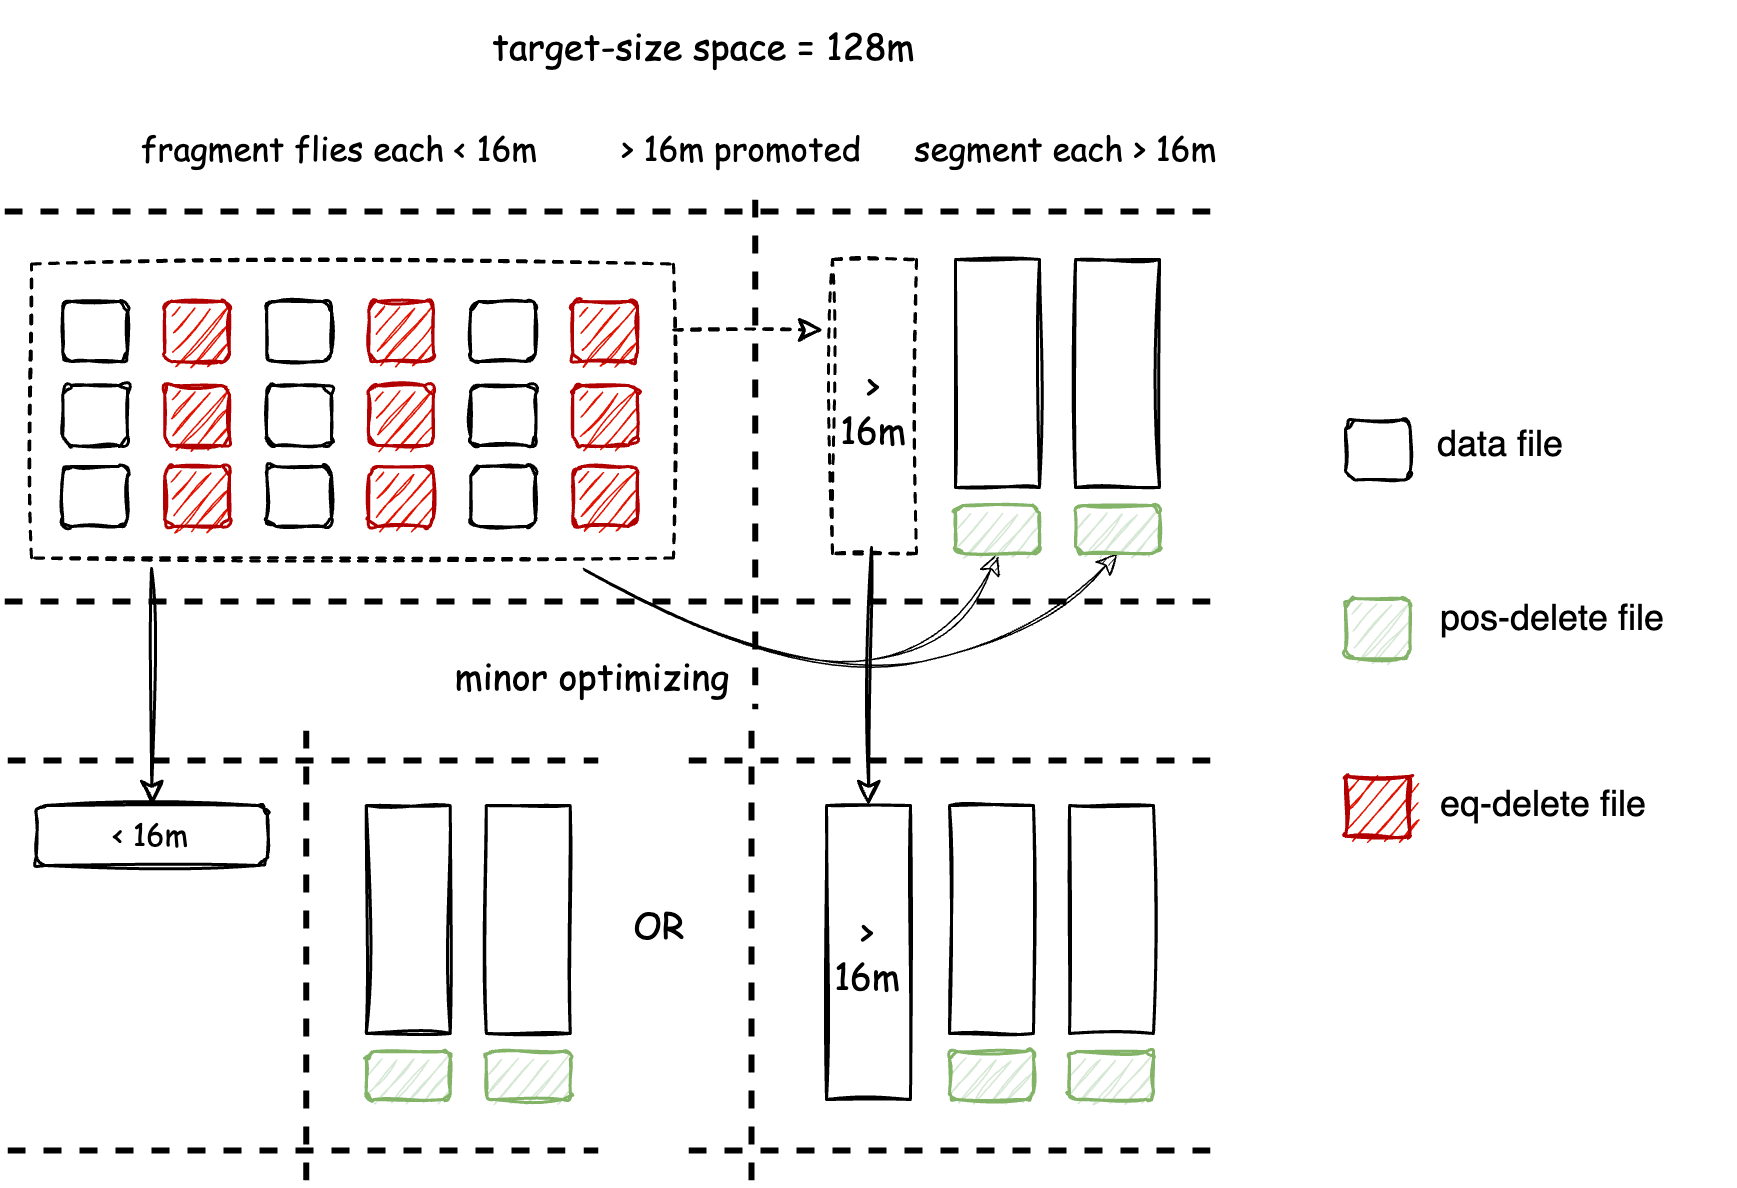 target-size space = 128m
fragment flies each < 16m
> 16m promoted
segment each > 16m
>
16m
data file
pos-delete file
minor optimizing
eq-delete file
< 16m
OR
>
16m